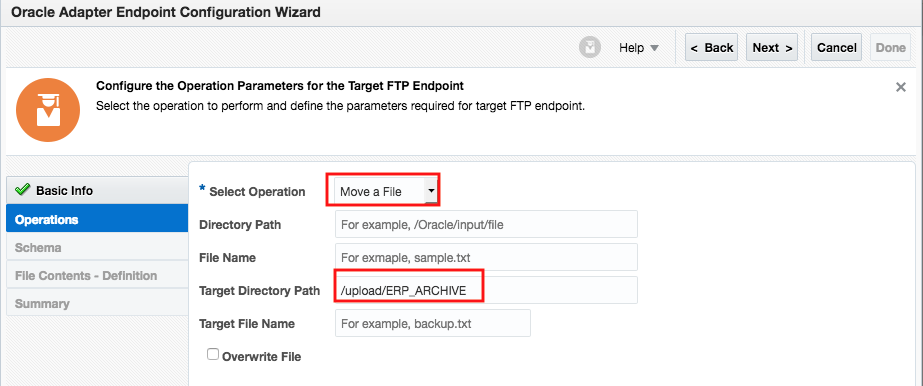 Oracle Adapter Endpoint Configuration Wizard
Help
< Back
Next >
Cancel
Done
Configure the Operation Parameters for the Target FTP Endpoint
Select the operation to perform and define the parameters required for target FTP endpoint.
Basic Info
Operations
Schema
File Contents - Definition
Summary
* Select Operation Move a File
Directory Path For example, /Oracle/input/file
File Name For exmaple, sample.txt
Target Directory Path /upload/ERP_ARCHIVE
Target File Name For example, backup.txt
Overwrite File